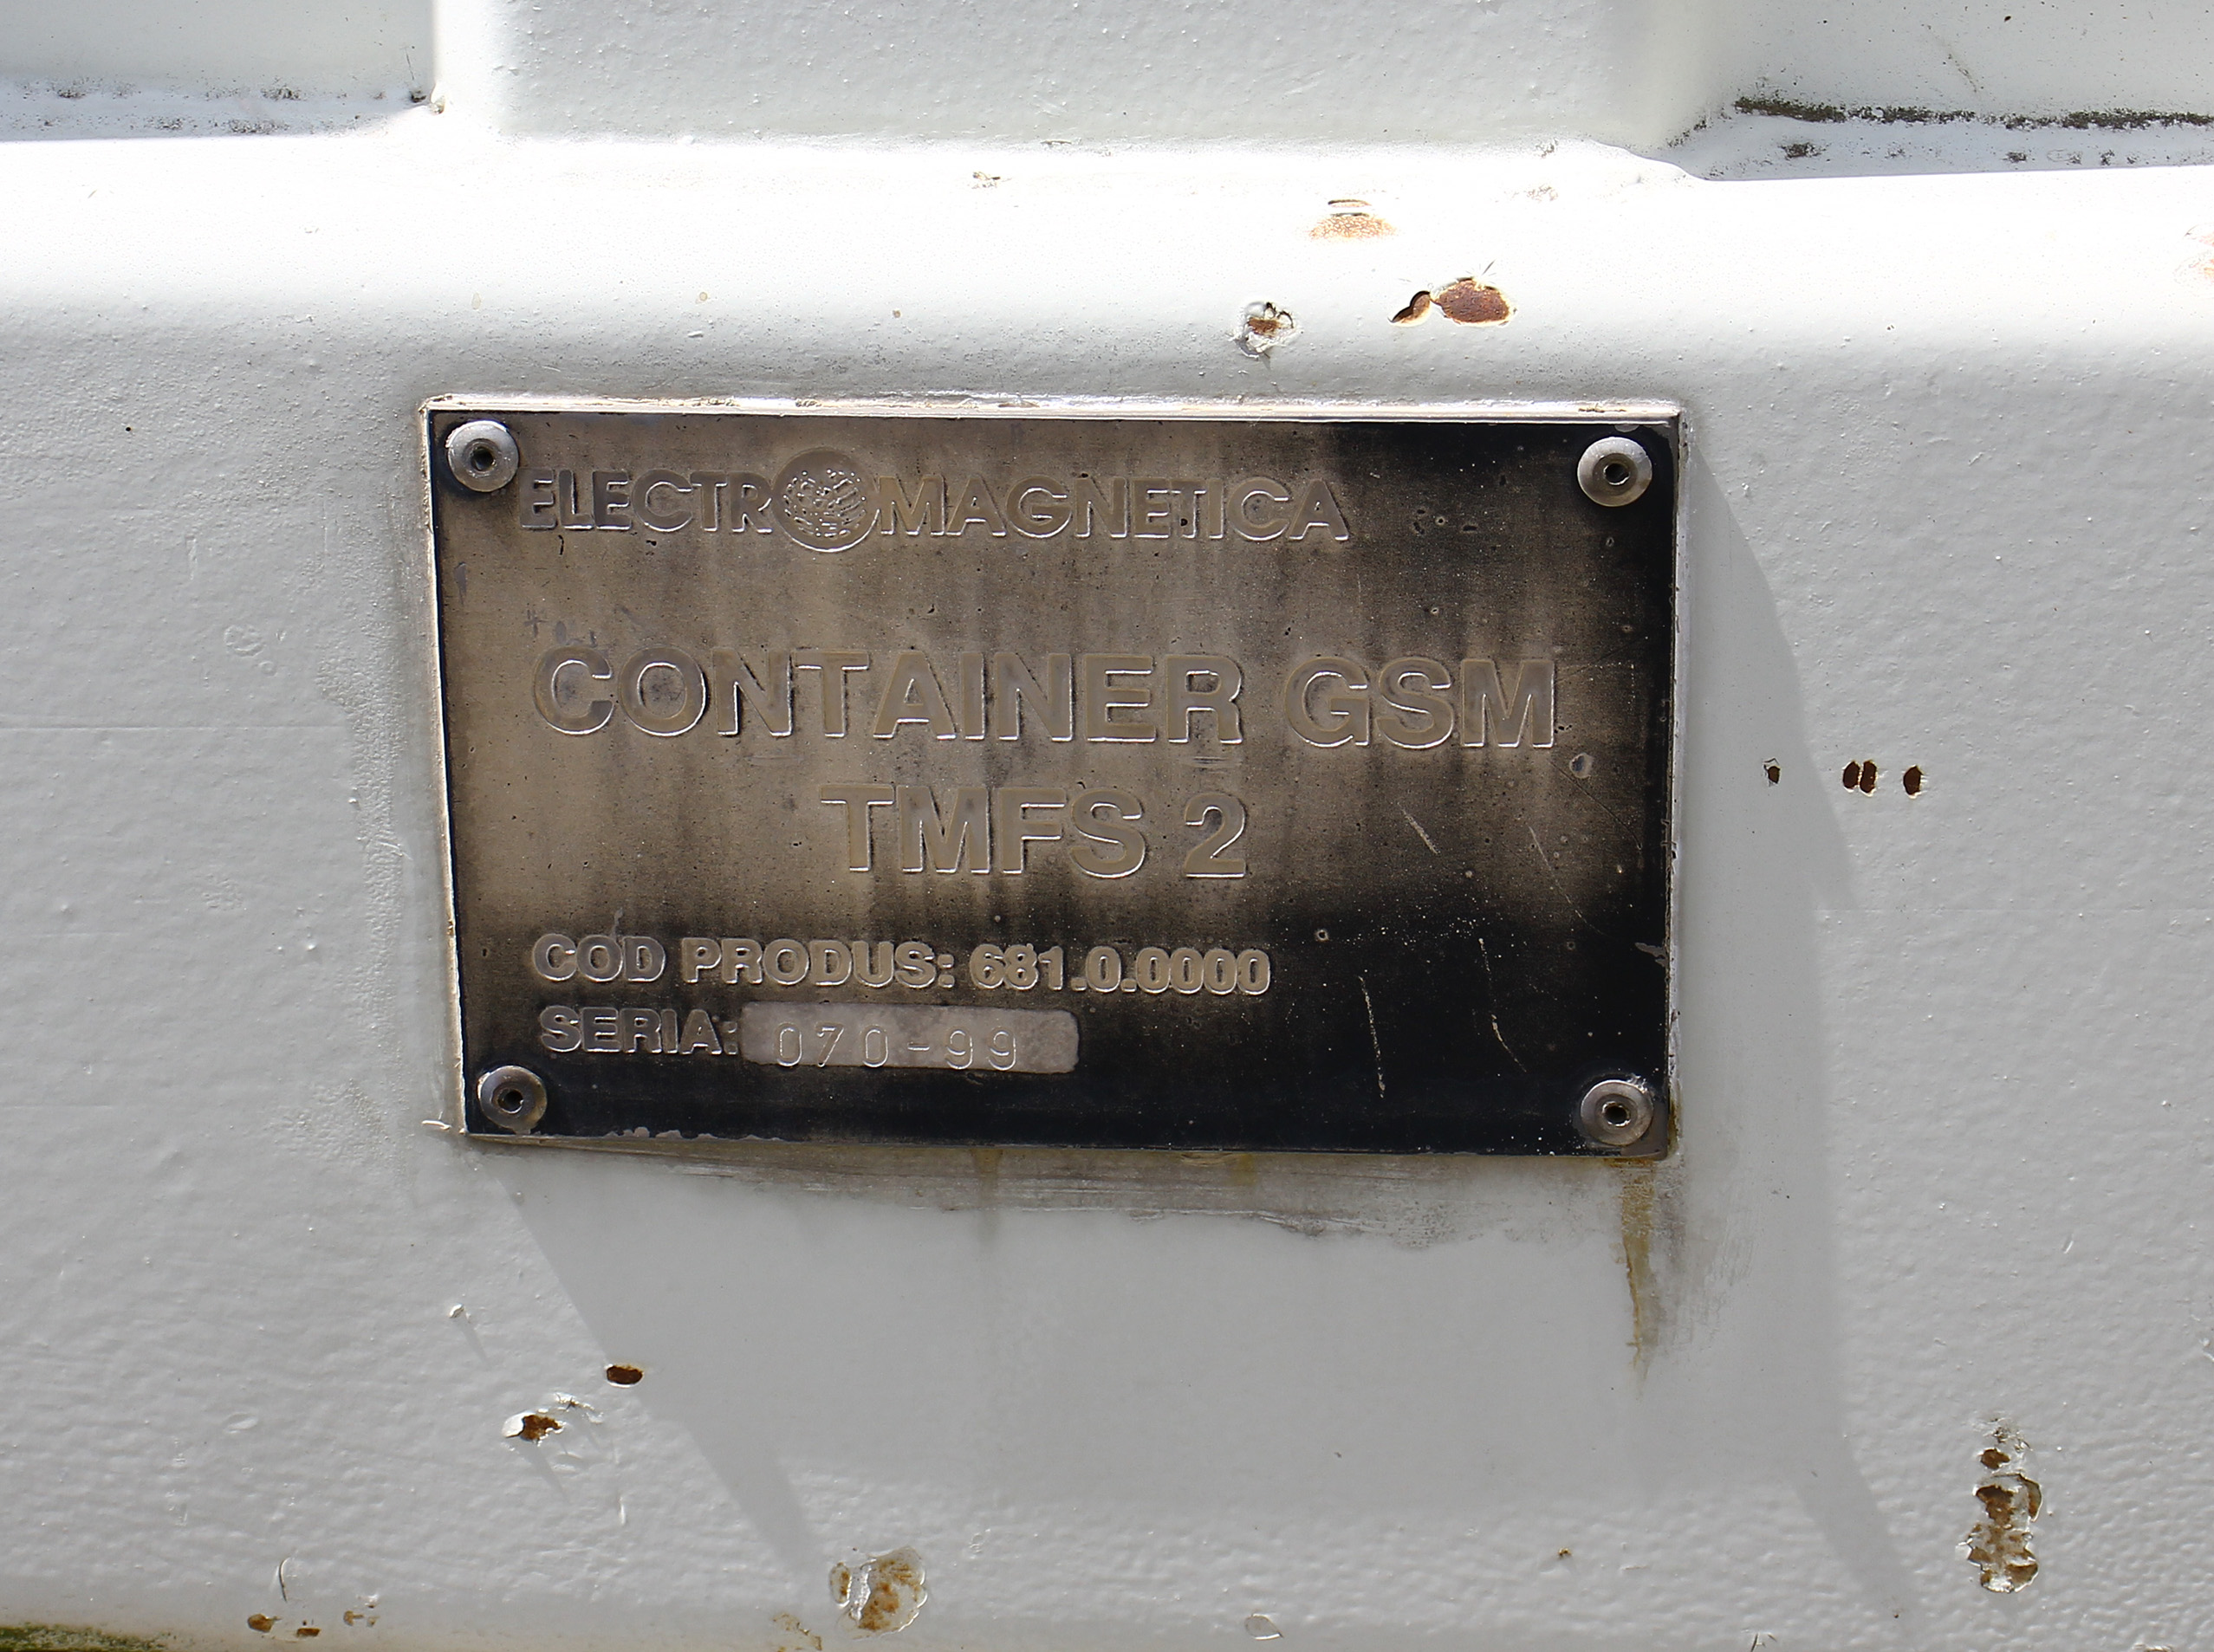 ELECTROMAGNETICA
CONTAINER GSM
TMFS 2
COD PRODUS: 681.0.0000
SERIA: 070-99